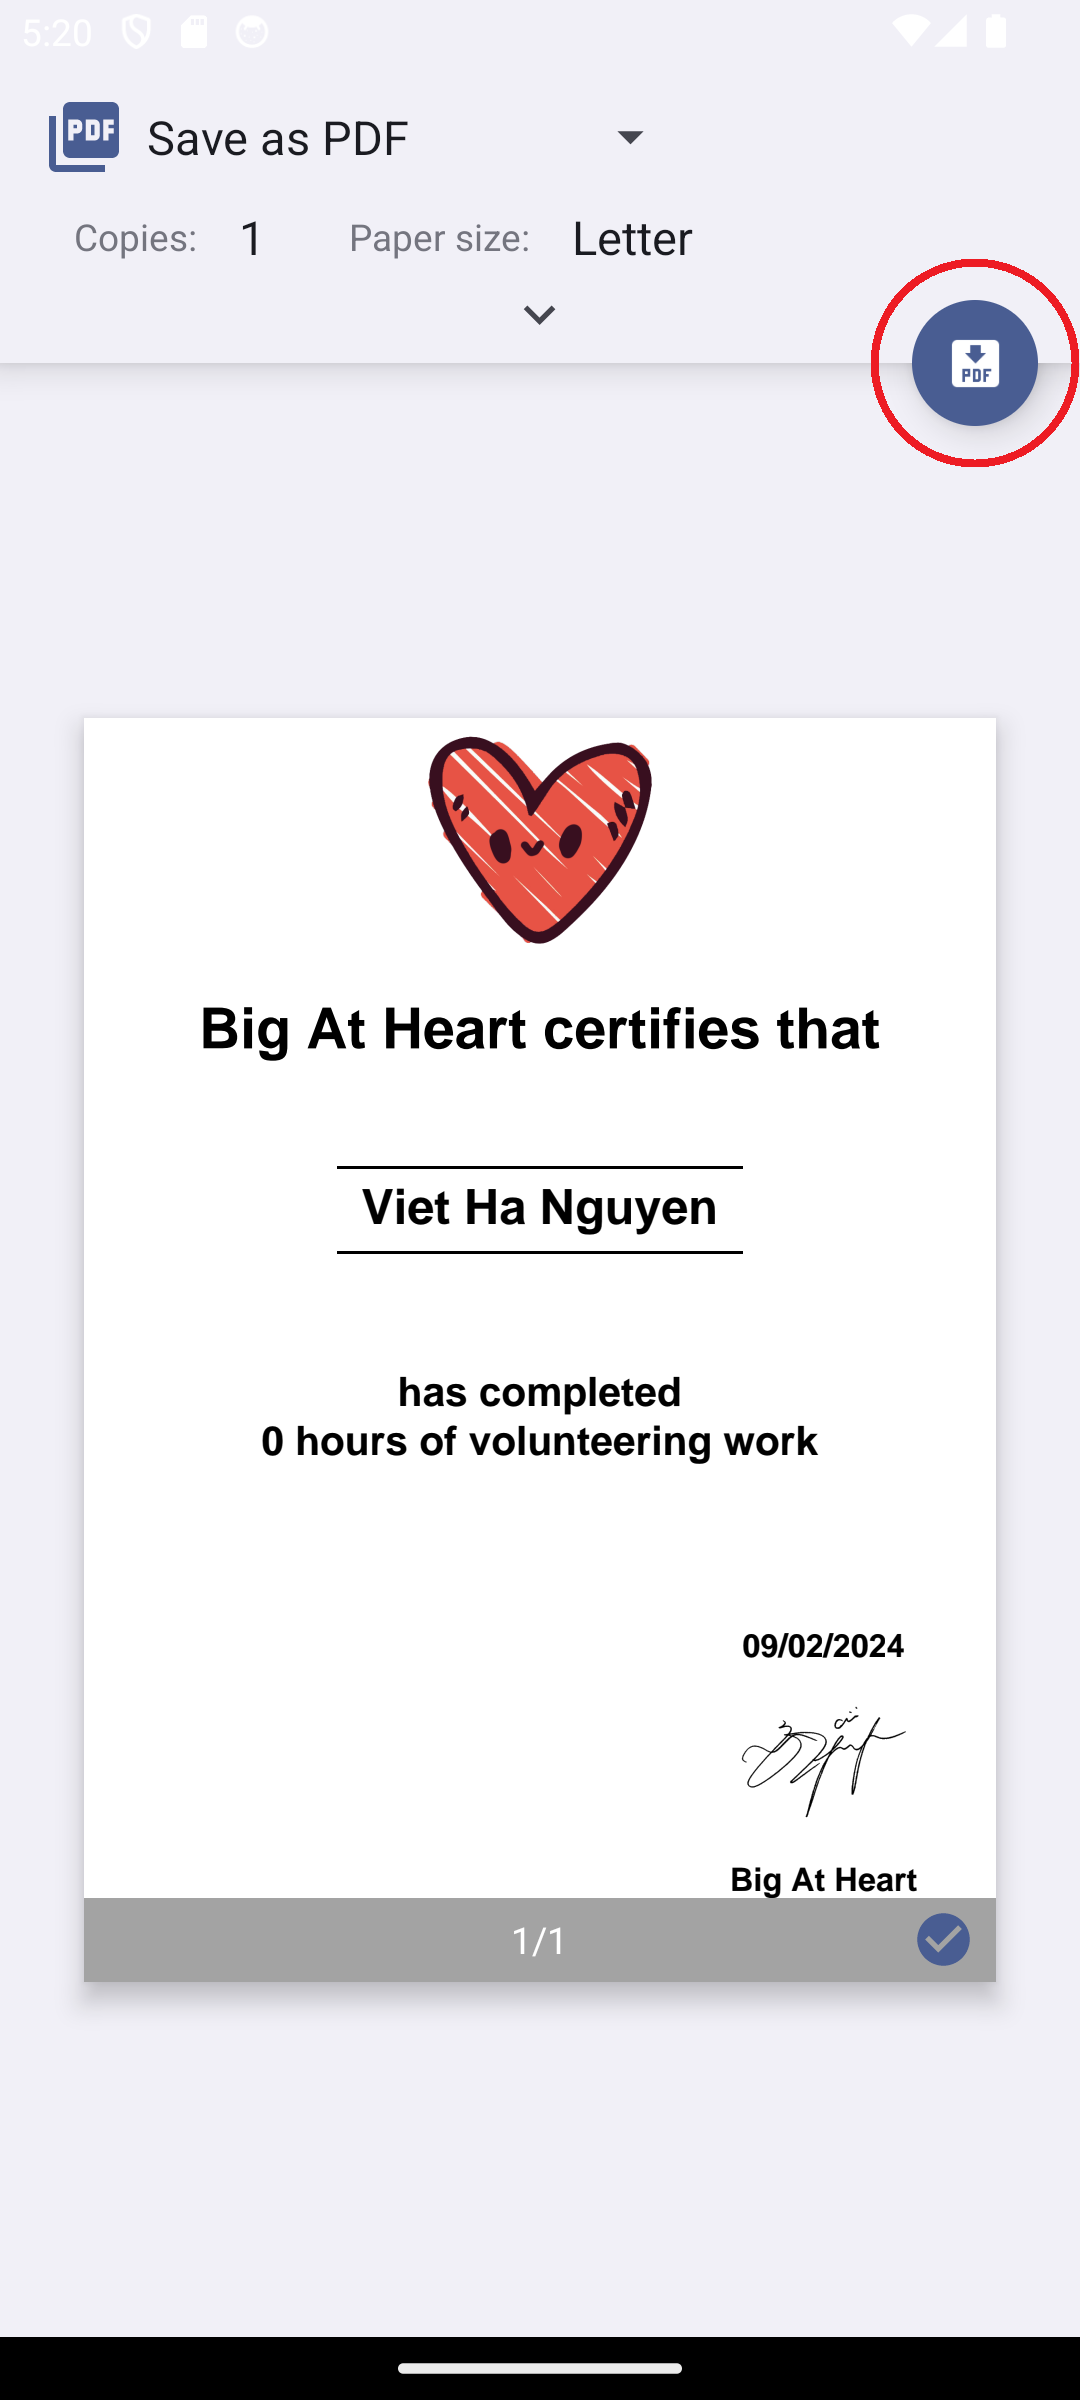 5:20
PDF Save as PDF
Copies: 1 Paper size: Letter
PDF
Big At Heart certifies that
Viet Ha Nguyen
has completed
0 hours of volunteering work
09/02/2024
Big At Heart
1/1